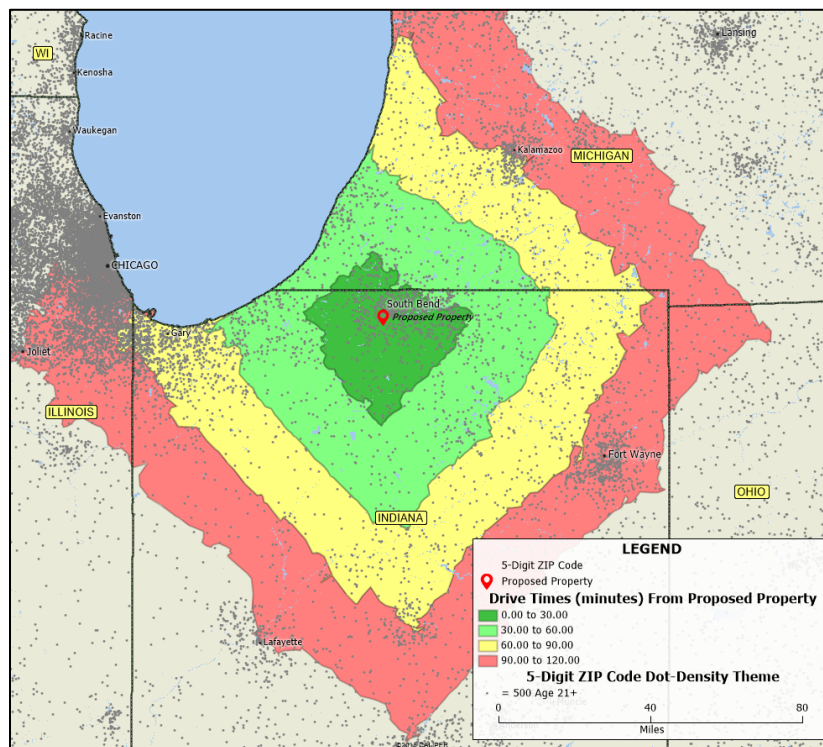 Racine
Lansing
WI
Kenosha
Waukegan
Kalamazoo
MICHIGAN
Evanston
CHICAGO
South Bend
Proposed Property
Gary
Joliet
ILLINOIS
Fort Wayne
OHIO
INDIANA
LEGEND
5-Digit ZIP Code
Proposed Property
Drive Times (minutes) From Proposed Property
0.00 to 30.00
30.00 to 60.00
60.00 to 90.00
90.00 to 120.00
Lafayette
5-Digit ZIP Code Dot-Density Theme
= 500 Age 21+
Muncie
0 40 80
Miles